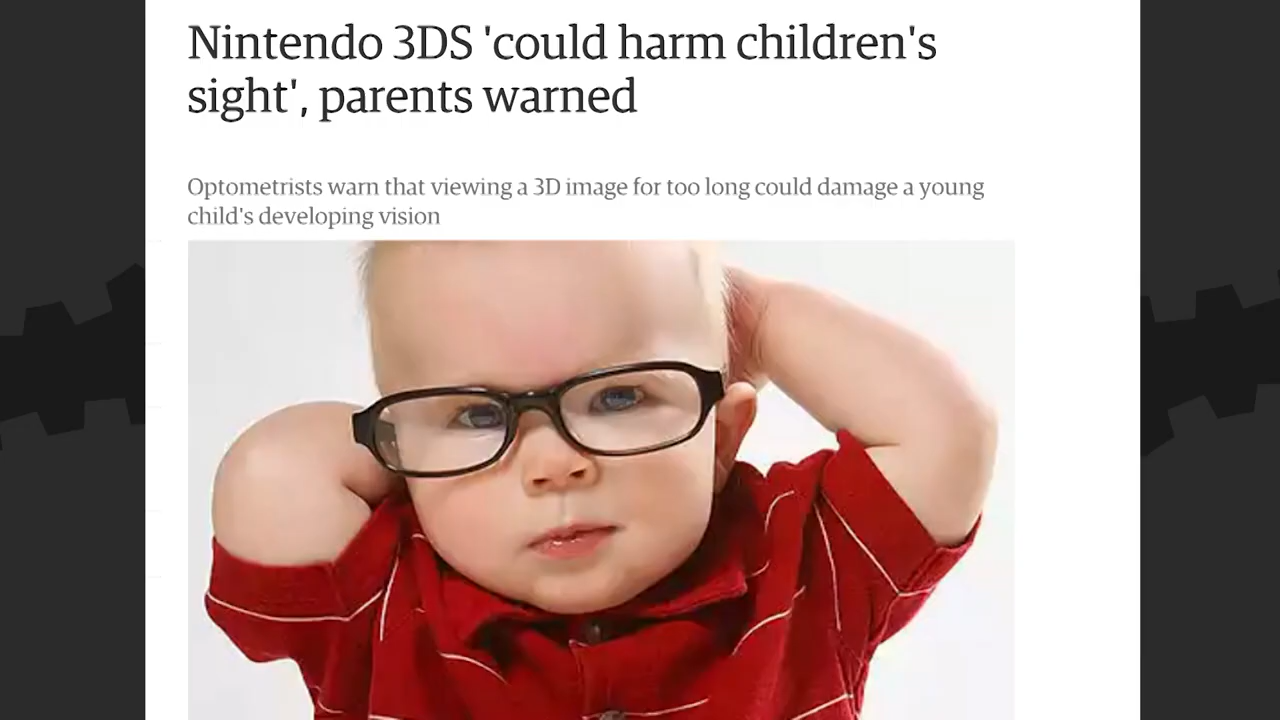 Nintendo 3DS 'could harm children's
sight', parents warned
Optometrists warn that viewing a 3D image for too long could damage a young
child's developing vision